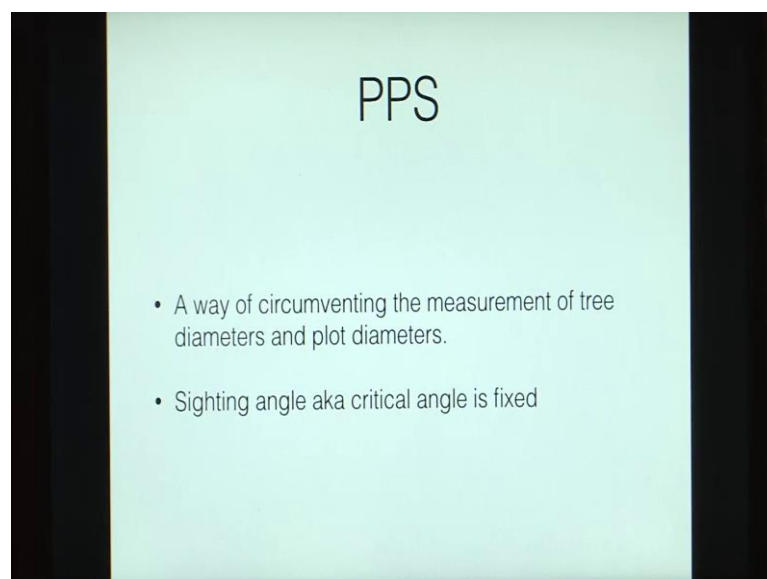 PPS
• A way of circumventing the measurement of tree
diameters and plot diameters.
• Sighting angle aka critical angle is fixed